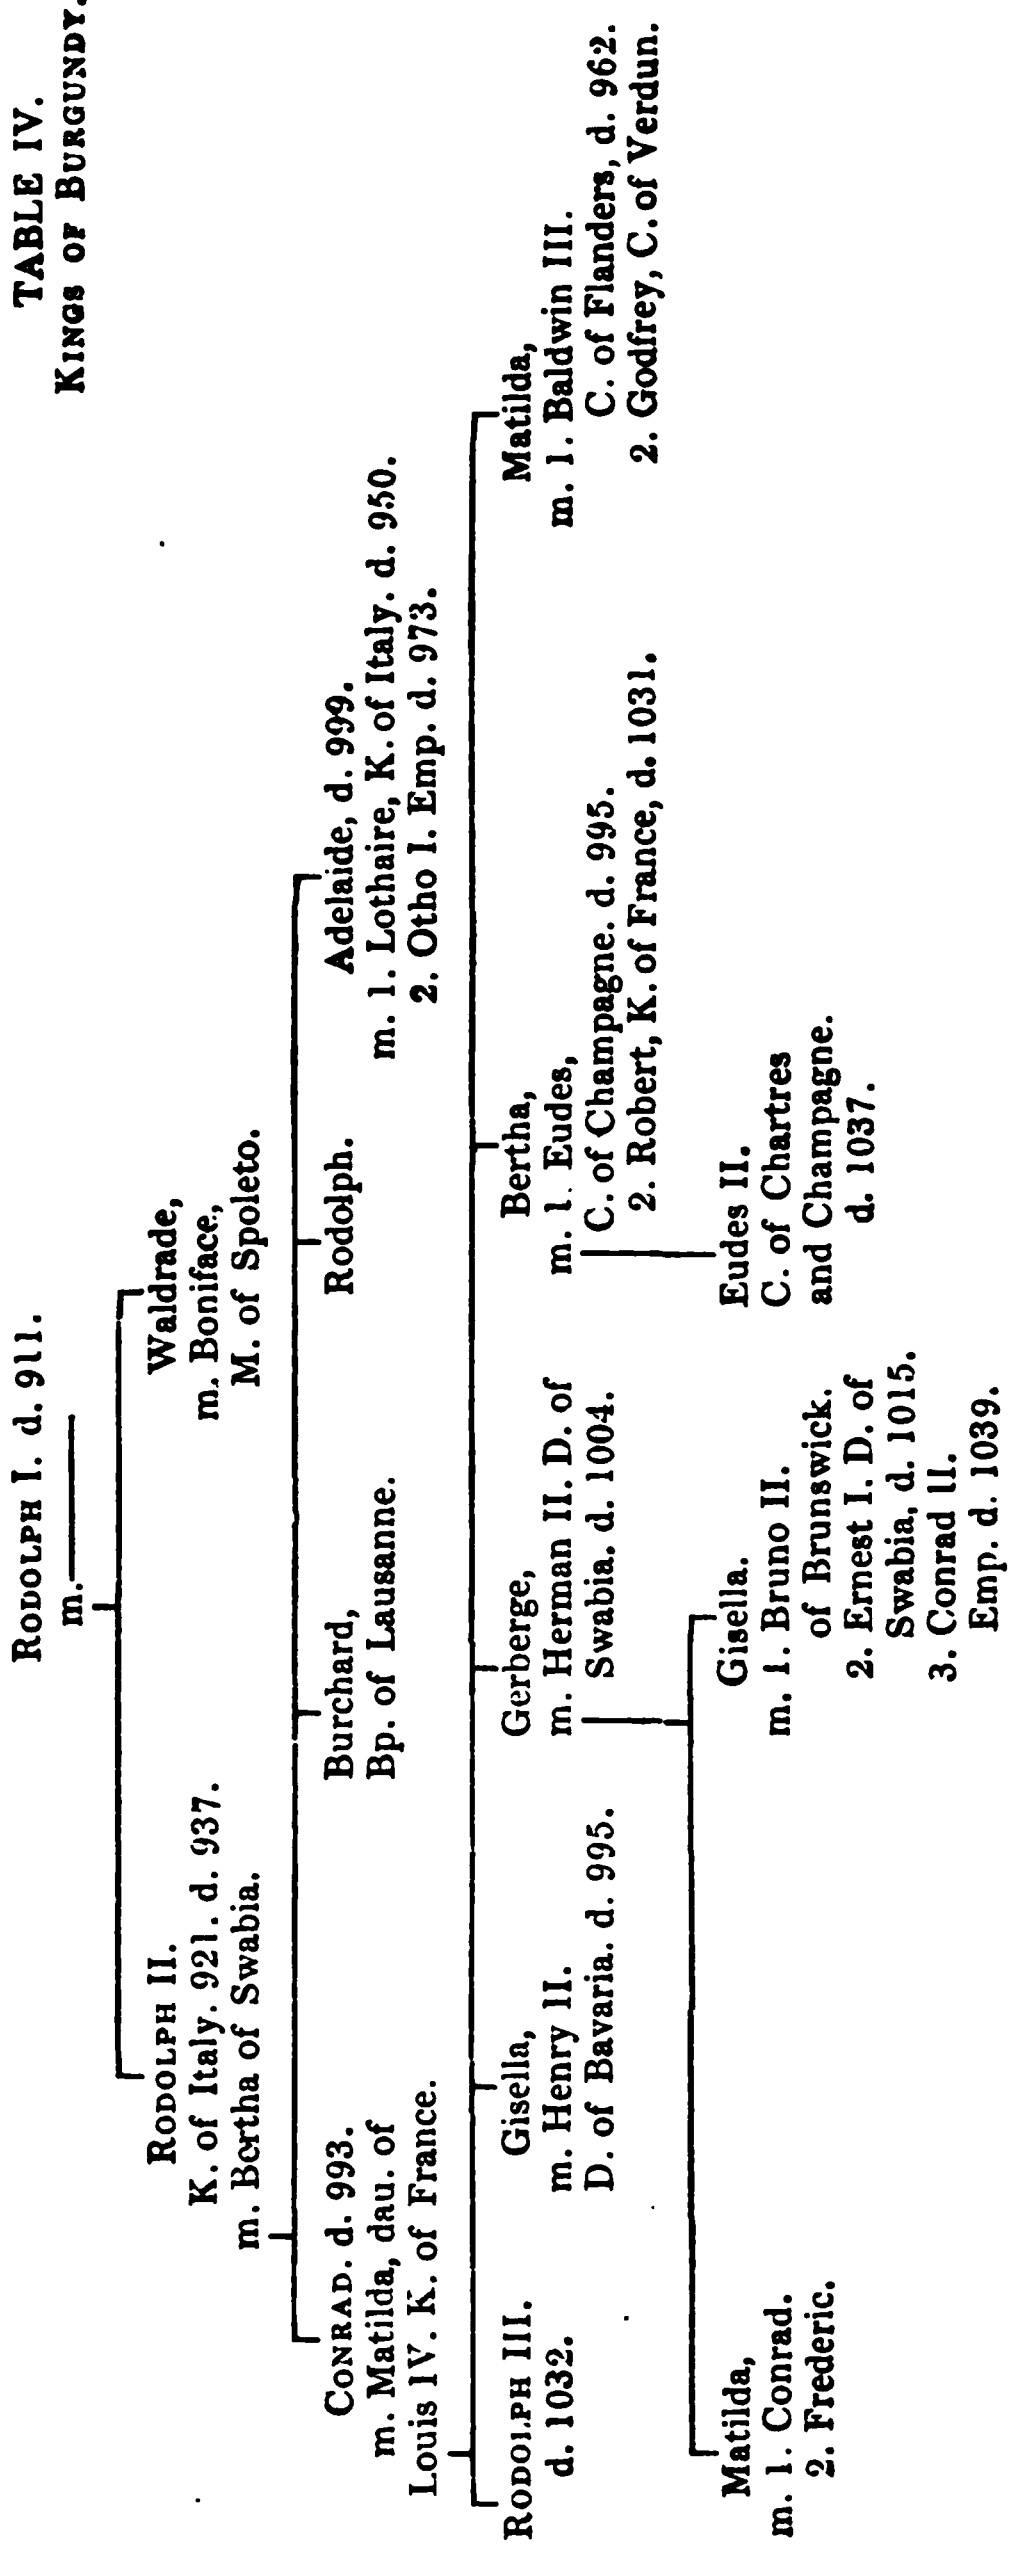 TABLE IV.
KINGS OF BURGUNDY.
RODOLPH I. d. 911.
m.
RODOLPH II.
K. of Italy. 921. d. 937.
m. Bertha of Swabia.
Waldrade,
m. Boniface,
M. of Spoleto.
CONRAD. d. 993.
m. Matilda, dau. of
Louis IV. K. of France.
Burchard,
Bp. of Lausanne.
Rodolph.
Adelaide, d. 999.
m. 1. Lothaire, K. of Italy. d. 950.
2. Otho I. Emp. d. 973.
RODOLPH III.
d. 1032.
Gisella,
m. Henry II.
D. of Bavaria. d. 995.
Gerberge,
m. Herman II. D. of
Swabia. d. 1004.
Bertha,
m. 1. Eudes,
C. of Champagne. d. 995.
2. Robert, K. of France, d. 1031.
Matilda,
m. 1. Baldwin III.
C. of Flanders, d. 962.
2. Godfrey, C. of Verdun.
Matilda,
m. 1. Conrad.
2. Frederic.
Gisella.
m. 1. Bruno II.
of Brunswick.
2. Ernest I. D. of
Swabia, d. 1015.
3. Conrad II.
Emp. d. 1039.
Eudes II.
C. of Chartres
and Champagne.
d. 1037.